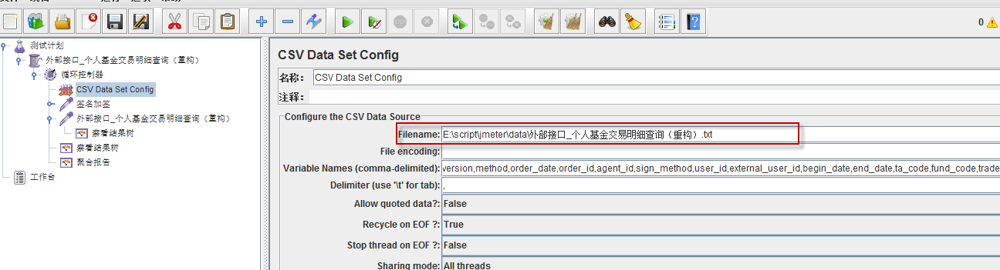 0
测试计划
外部接口_个人基金交易明细查询（重构）
循环控制器
CSV Data Set Config
签名加签
外部接口_个人基金交易明细查询（重构）
察看结果树
察看结果树
聚合报告
工作台
CSV Data Set Config
名称： CSV Data Set Config
注释：
Configure the CSV Data Source
Filename: E:\script\jmeter\data\外部接口_个人基金交易明细查询（重构）.txt
File encoding:
Variable Names (comma-delimited): version,method,order_date,order_id,agent_id,sign_method,user_id,external_user_id,begin_date,end_date,ta_code,fund_code,trade
Delimiter (use '\t' for tab): ,
Allow quoted data?: False
Recycle on EOF ?: True
Stop thread on EOF ?: False
Sharing mode: All threads